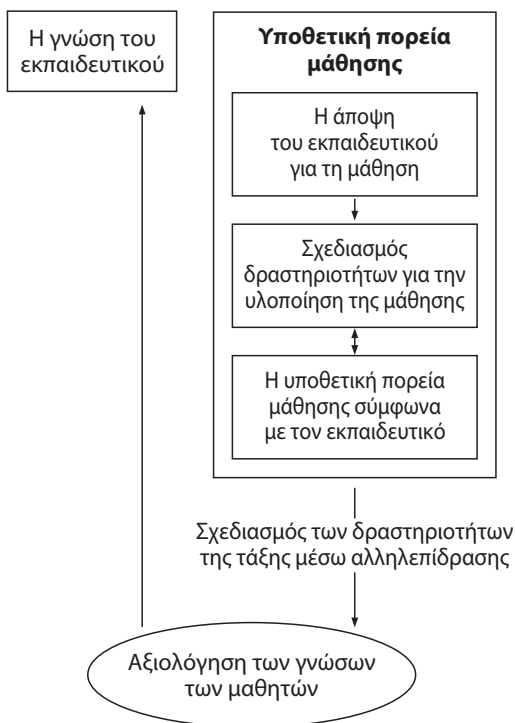 Η γνώση του
εκπαιδευτικού
Υποθετική πορεία
μάθησης
Η άποψη
του εκπαιδευτικού
για τη μάθηση
Σχεδιασμός
δραστηριοτήτων για την
υλοποίηση της μάθησης
Η υποθετική πορεία
μάθησης σύμφωνα
με τον εκπαιδευτικό
Σχεδιασμός των δραστηριοτήτων
της τάξης μέσω αλληλεπίδρασης
Αξιολόγηση των γνώσων
των μαθητών